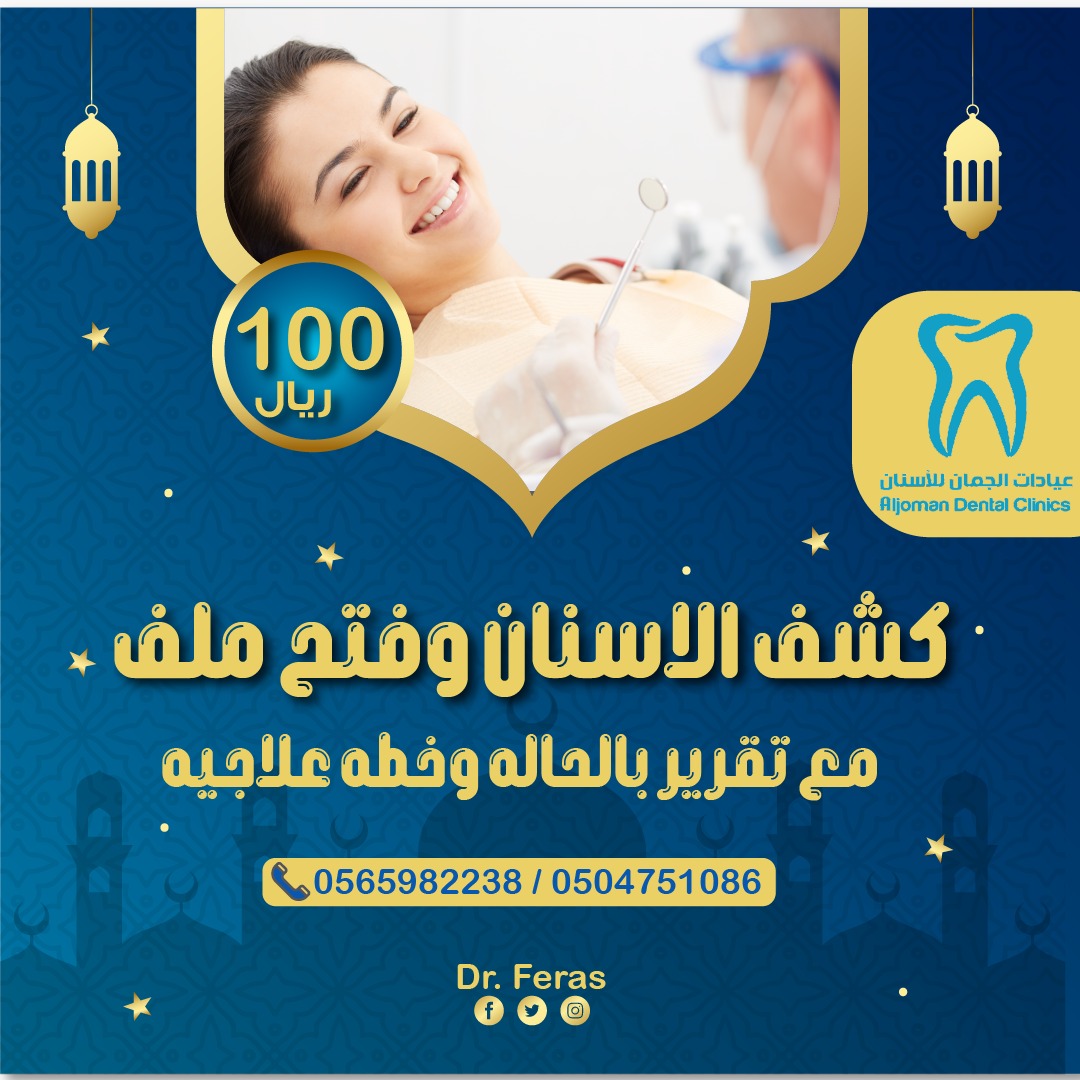 100
ريال
عيادات الجمان للأسنان
Aljoman Dental Clinics
كشف الاسنان وفتح ملف
مع تقرير بالحاله وخطه علاجيه
0565982238 / 0504751086
Dr. Feras